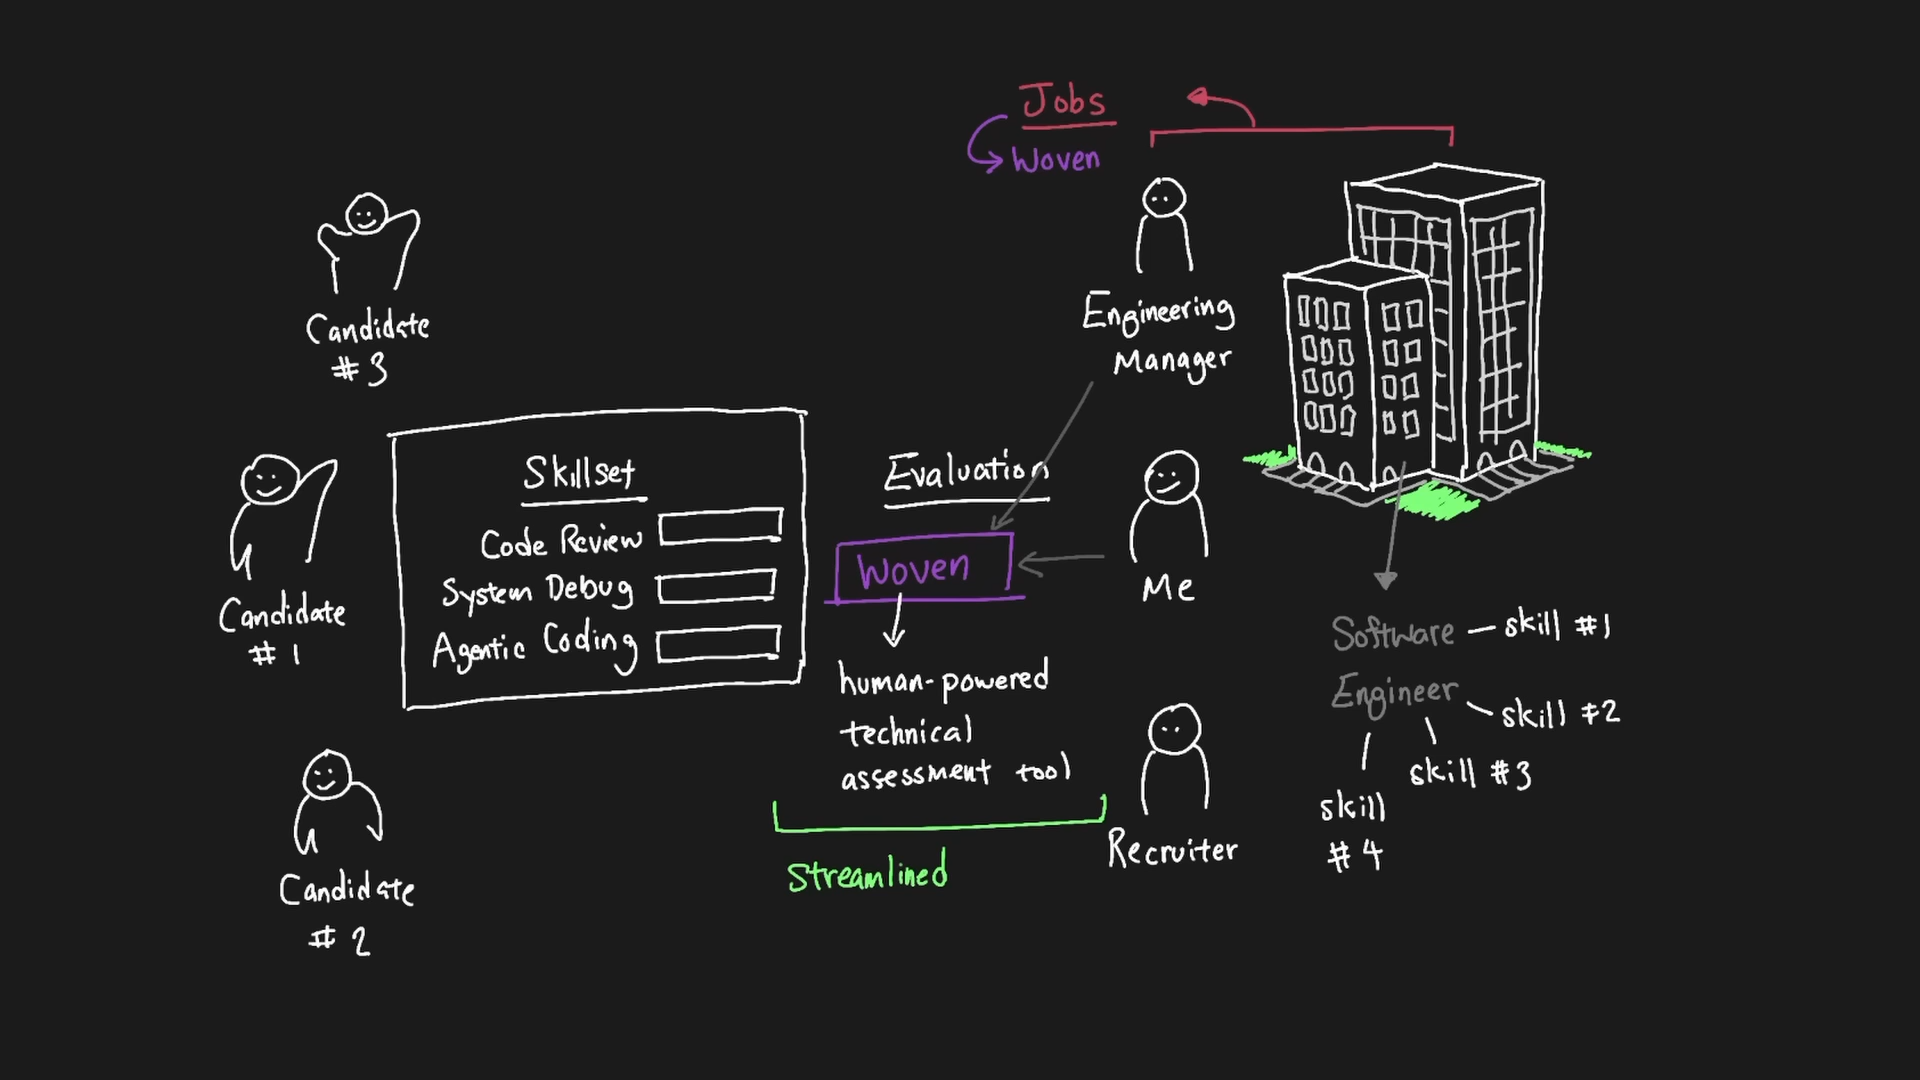 Jobs
Woven
Candidate
#3
Engineering
Manager
Skillset
Code Review
System Debug
Agentic Coding
Evaluation
Woven
human-powered
technical
assessment tool
Streamlined
Candidate
#1
Me
Software
Engineer
skill #1
skill #2
skill #3
skill
#4
Candidate
#2
Recruiter